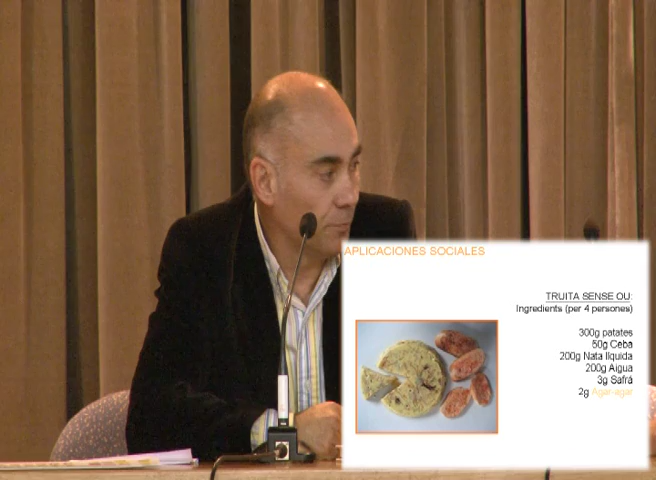 APLICACIONES SOCIALES
TRUITA SENSE OU:
Ingredients (per 4 persones)
300g patates
50g Ceba
200g Nata líquida
200g Aigua
3g Safrà
2g Agar-agar